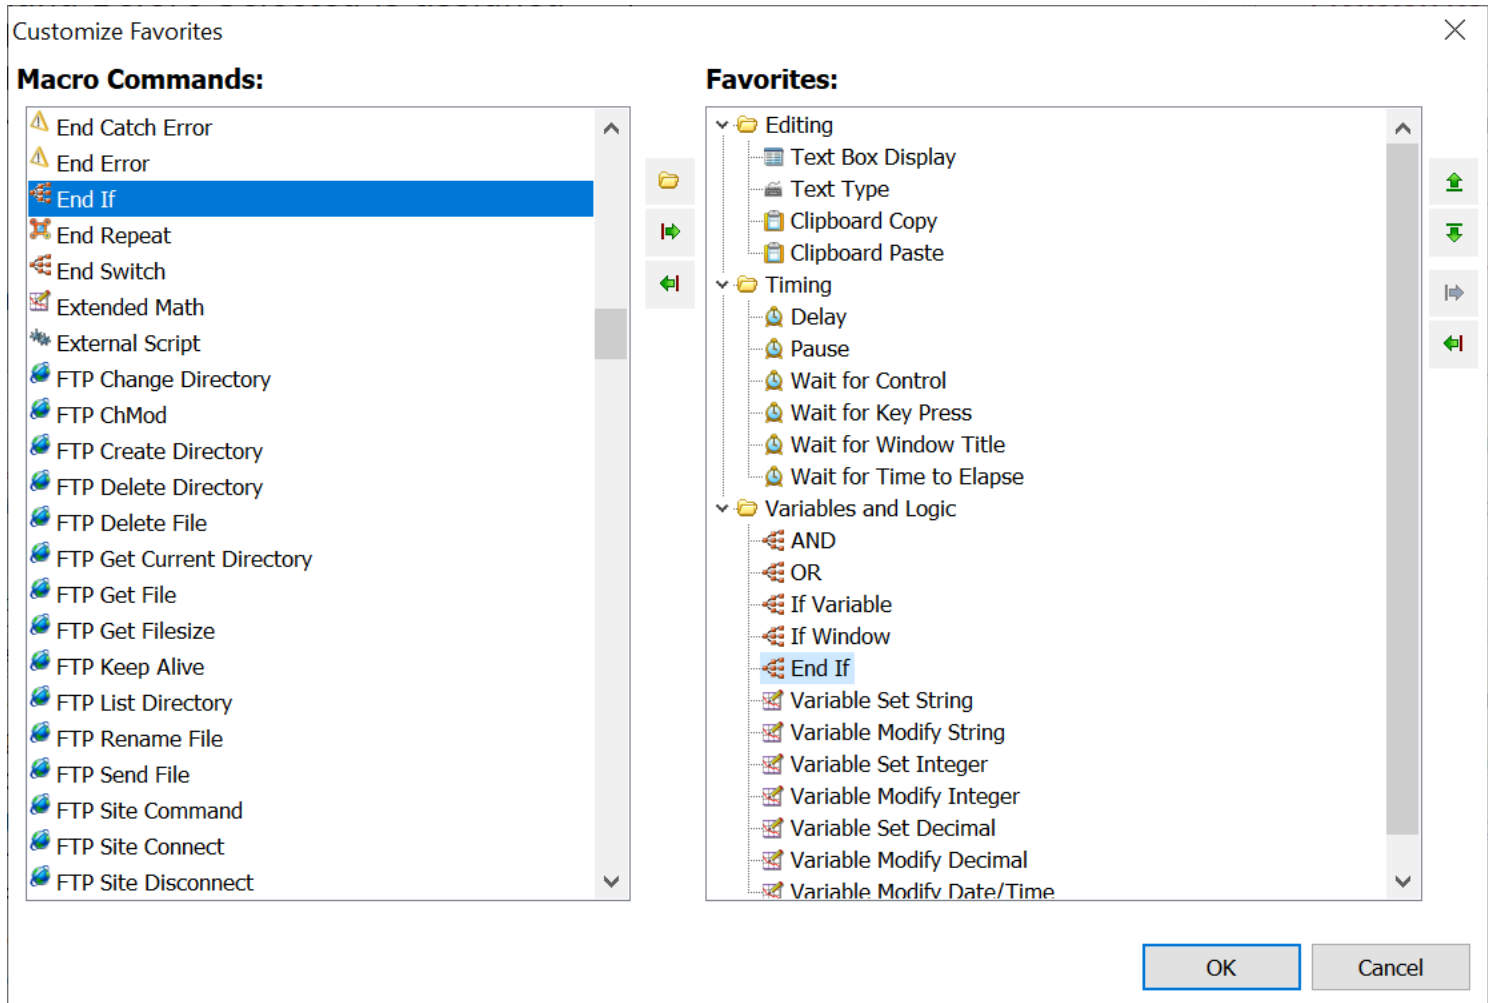 Customize Favorites
Macro Commands:
End Catch Error
End Error
End If
End Repeat
End Switch
Extended Math
External Script
FTP Change Directory
FTP ChMod
FTP Create Directory
FTP Delete Directory
FTP Delete File
FTP Get Current Directory
FTP Get File
FTP Get Filesize
FTP Keep Alive
FTP List Directory
FTP Rename File
FTP Send File
FTP Site Command
FTP Site Connect
FTP Site Disconnect
Favorites:
Editing
Text Box Display
Text Type
Clipboard Copy
Clipboard Paste
Timing
Delay
Pause
Wait for Control
Wait for Key Press
Wait for Window Title
Wait for Time to Elapse
Variables and Logic
AND
OR
If Variable
If Window
End If
Variable Set String
Variable Modify String
Variable Set Integer
Variable Modify Integer
Variable Set Decimal
Variable Modify Decimal
Variable Modify Date/Time
OK
Cancel